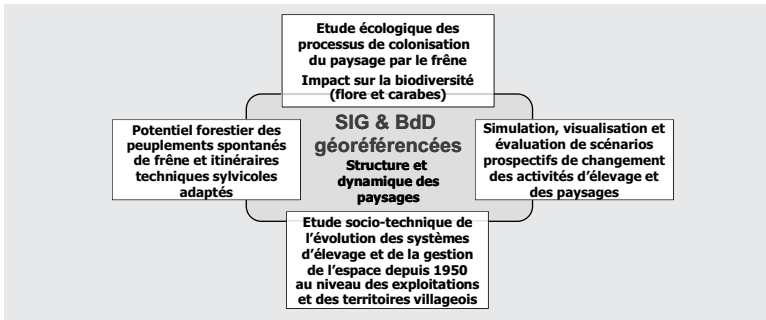 Etude écologique des
processus de colonisation
du paysage par le frêne
Impact sur la biodiversité
(flore et carabes)
Potentiel forestier des
peuplements spontanés
de frêne et itinéraires
techniques sylvicoles
adaptés
SIG & BdD
géoréférencées
Structure et
dynamique des
paysages
Simulation, visualisation et
évaluation de scénarios
prospectifs de changement
des activités d’élevage et
des paysages
Etude socio-technique de
l’évolution des systèmes
d’élevage et de la gestion
de l’espace depuis 1950
au niveau des exploitations
et des territoires villageois